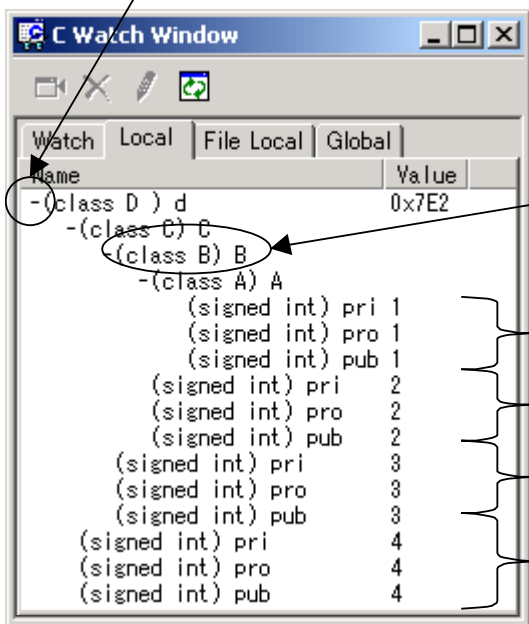 C Watch Window
Watch Local File Local Global
Name Value
-(class D ) d 0x7E2
-(class C) C
-(class B) B
-(class A) A
(signed int) pri 1
(signed int) pro 1
(signed int) pub 1
(signed int) pri 2
(signed int) pro 2
(signed int) pub 2
(signed int) pri 3
(signed int) pro 3
(signed int) pub 3
(signed int) pri 4
(signed int) pro 4
(signed int) pub 4